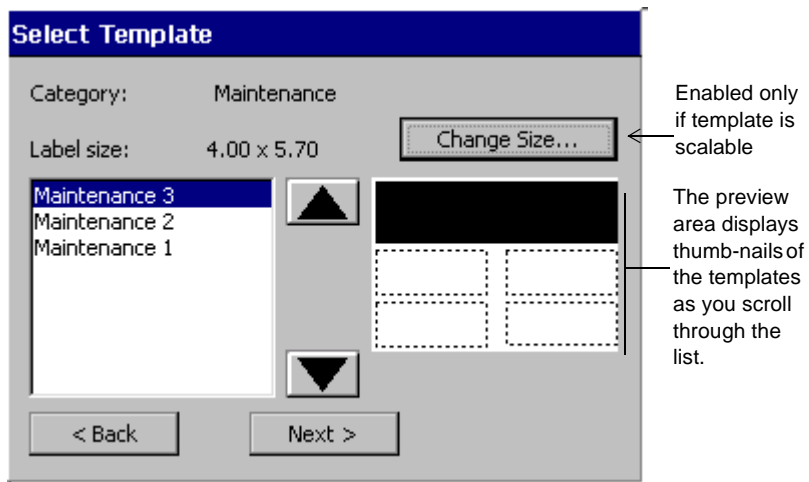 Select Template
Category: Maintenance
Label size: 4.00 x 5.70
Change Size...
Maintenance 3
Maintenance 2
Maintenance 1
< Back
Next >
Enabled only
if template is
scalable
The preview
area displays
thumb-nails of
the templates
as you scroll
through the
list.